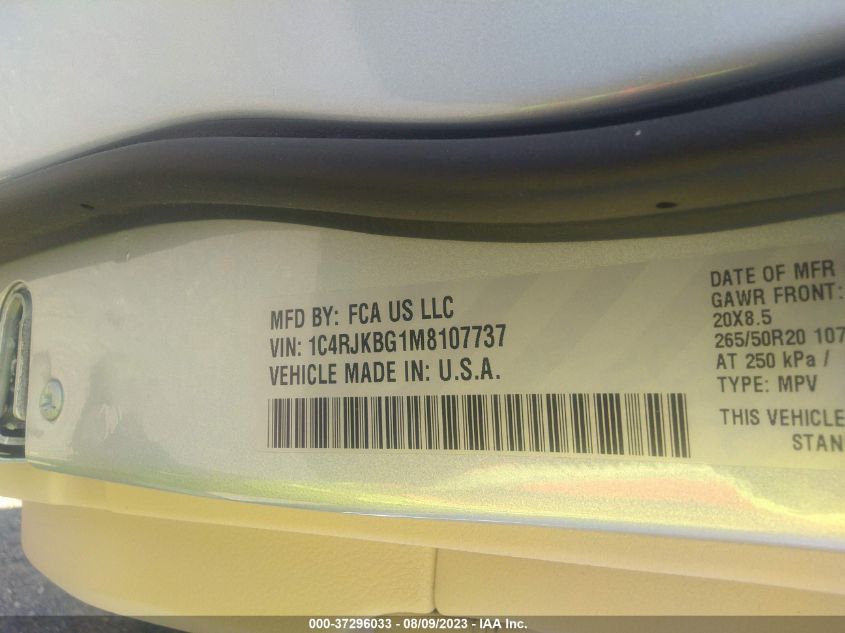 MFD BY: FCA US LLC
VIN: 1C4RJKBG1M8107737
VEHICLE MADE IN: U.S.A.
DATE OF MFR
GAWR FRONT:
20X8.5
265/50R20 107
AT 250 kPa /
TYPE: MPV
THIS VEHICLE
STAN
000-37296033 - 08/09/2023 - IAA Inc.